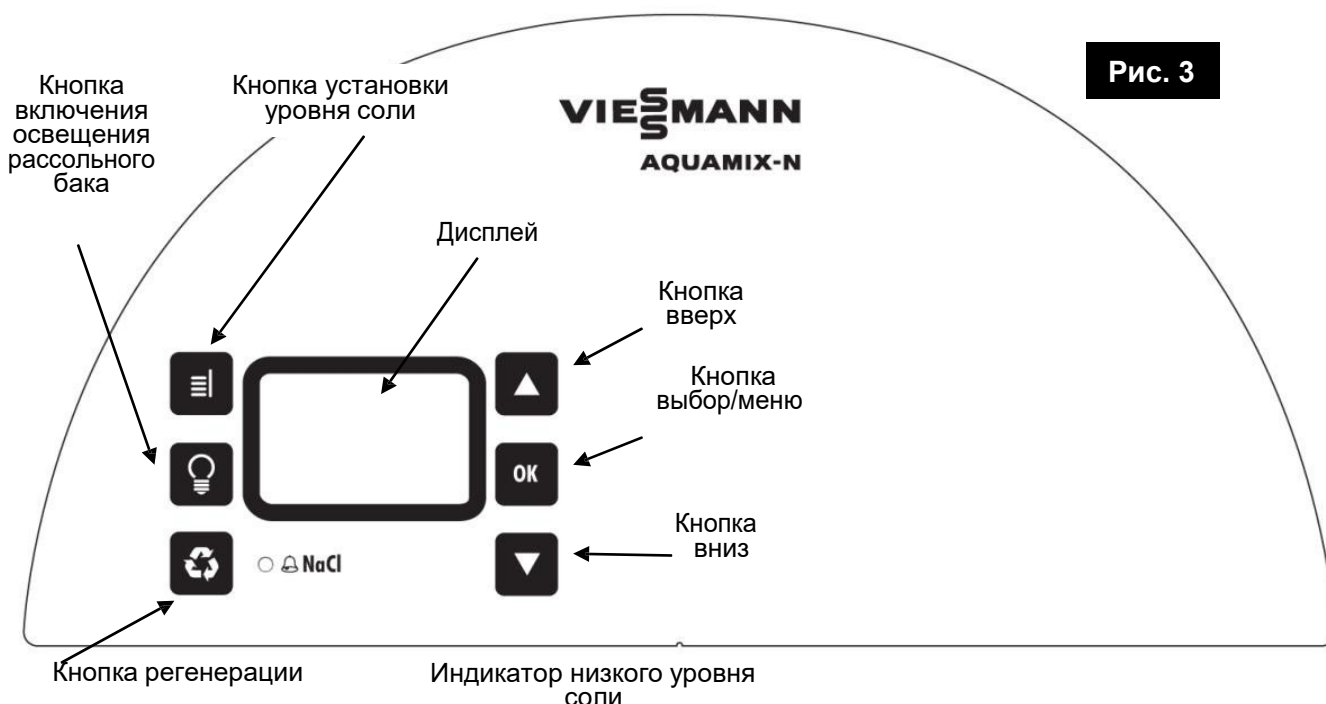 Рис. 3
Кнопка
включения
освещения
рассольного
бака
Кнопка установки
уровня соли
VIESSMANN
AQUAMIX-N
Дисплей
Кнопка
вверх
Кнопка
выбор/меню
OK
Кнопка
вниз
NaCl
Кнопка регенерации
Индикатор низкого уровня
соли